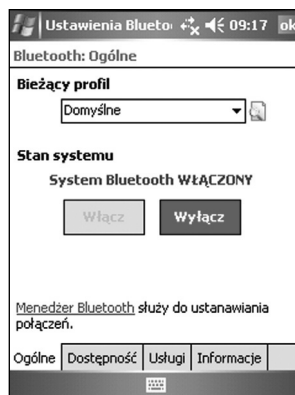 Ustawienia Blueto 09:17 ok
Bluetooth: Ogólne
Bieżący profil
Domyślne
Stan systemu
System Bluetooth WŁĄCZONY
Włącz Wyłącz
Menedżer Bluetooth służy do ustanawiania
połączeń.
Ogólne Dostępność Usługi Informacje